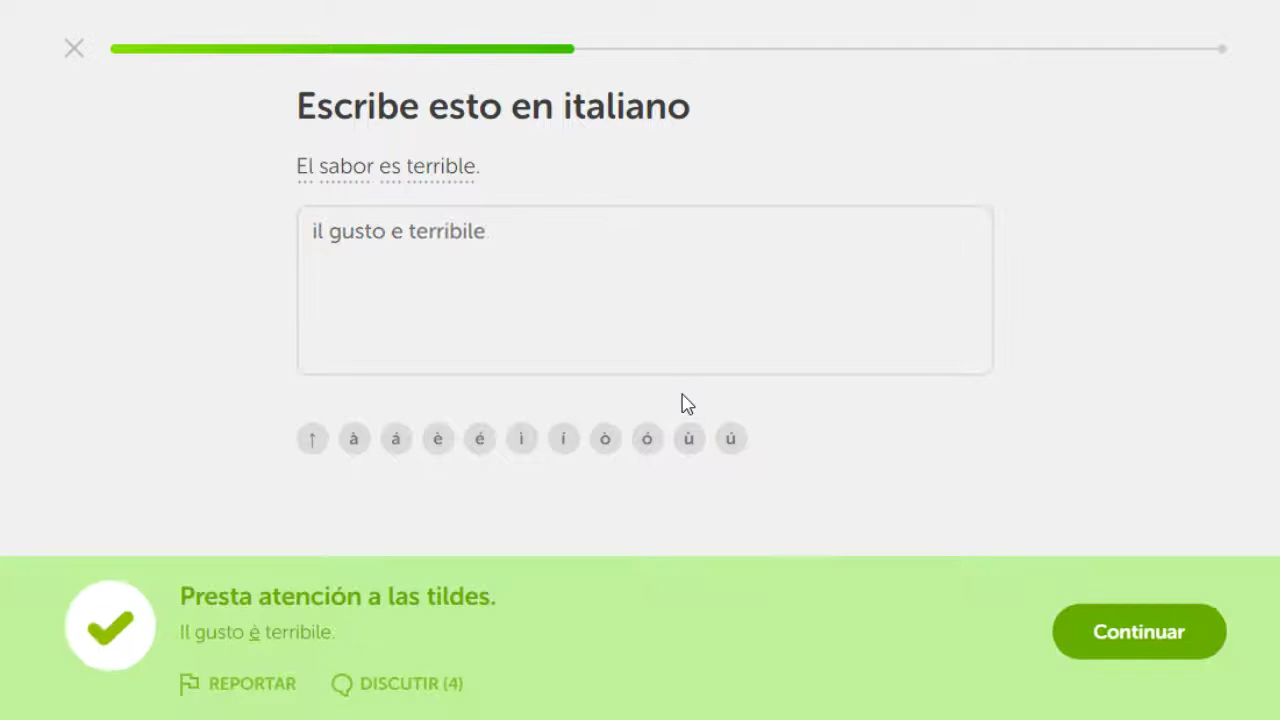 Escribe esto en italiano
El sabor es terrible.
il gusto e terribile
↑ à á è é ì í ò ó ù ú
Presta atención a las tildes.
Il gusto è terribile.
REPORTAR DISCUTIR (4)
Continuar